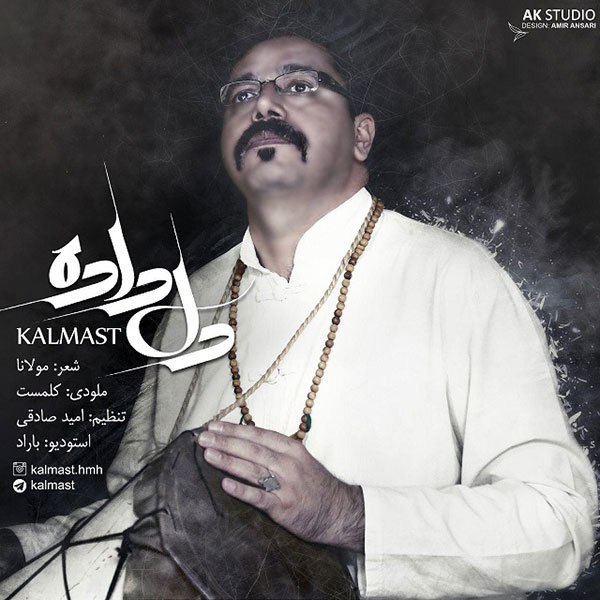 AK STUDIO
DESIGN: AMIR ANSARI
دل داده
KALMAST
شعر: مولانا
ملودی: کلمست
تنظیم: امید صادقی
استودیو: باراد
kalmast.hmh
kalmast